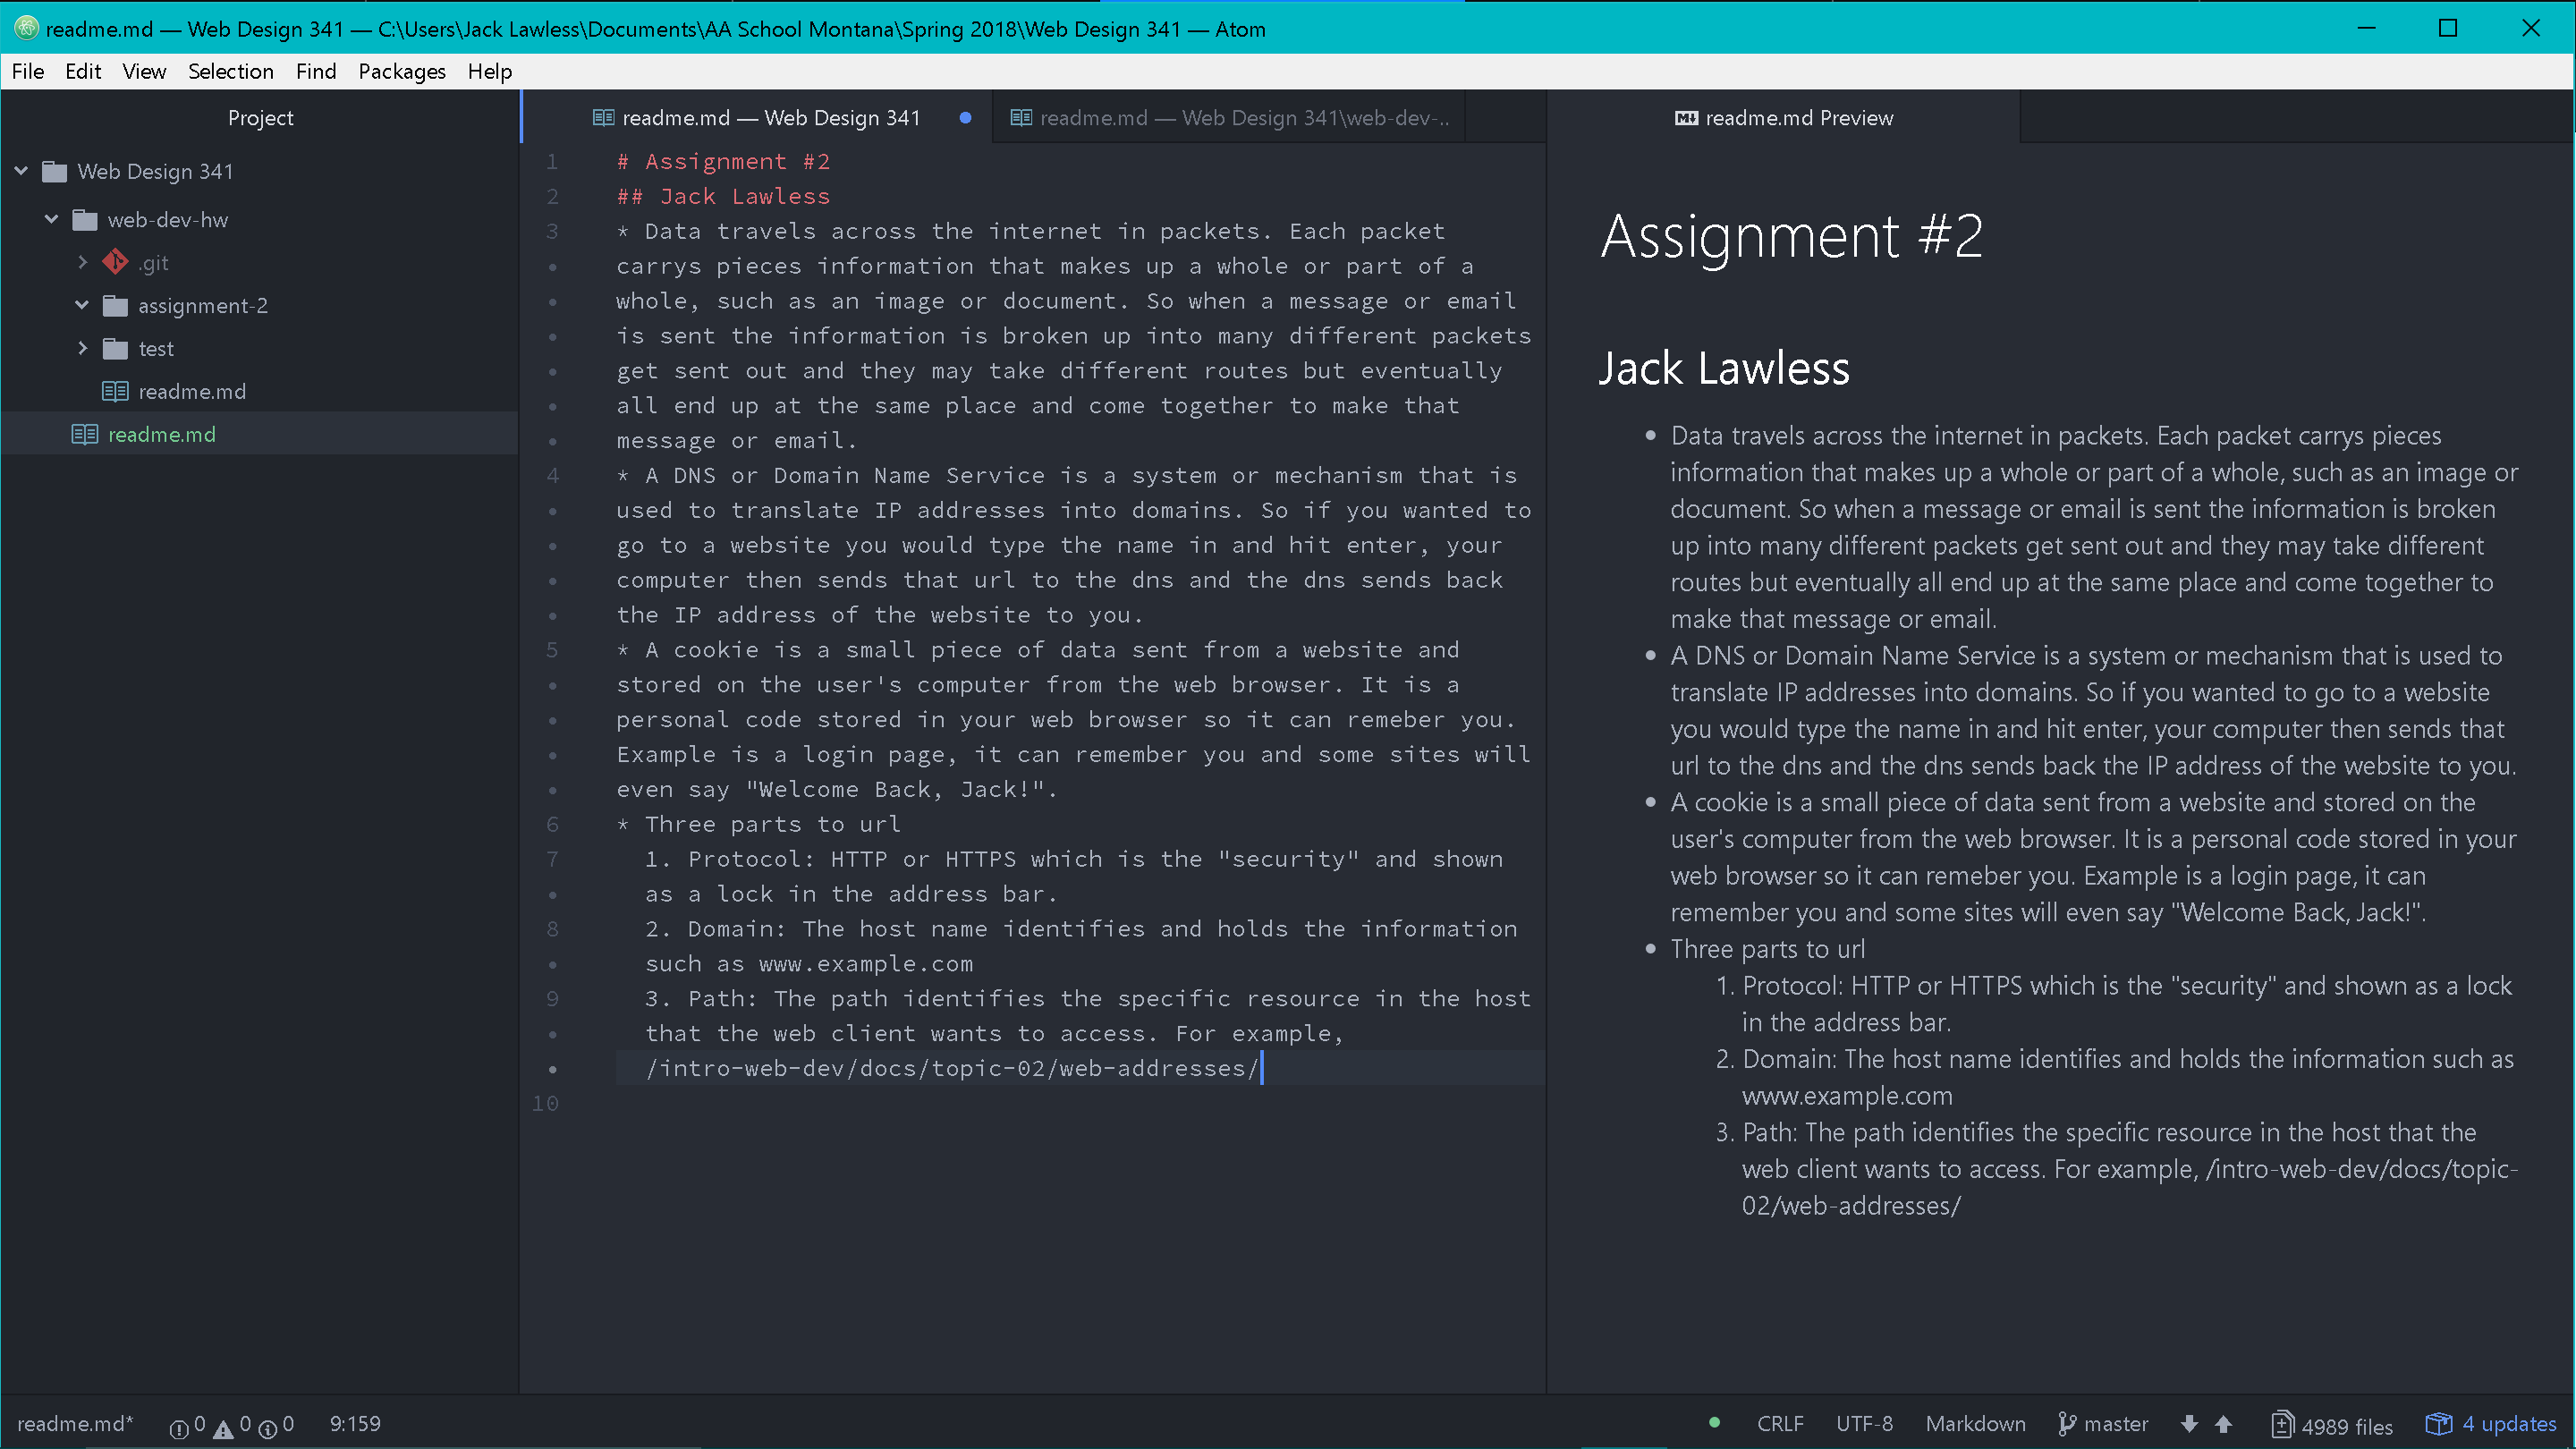 readme.md — Web Design 341 — C:\Users\Jack Lawless\Documents\AA School Montana\Spring 2018\Web Design 341 — Atom
File Edit View Selection Find Packages Help
Project
Web Design 341
web-dev-hw
.git
assignment-2
test
readme.md
readme.md
readme.md — Web Design 341
readme.md — Web Design 341\web-dev-..
1 # Assignment #2
2 ## Jack Lawless
3 * Data travels across the internet in packets. Each packet
• carrys pieces information that makes up a whole or part of a
• whole, such as an image or document. So when a message or email
• is sent the information is broken up into many different packets
• get sent out and they may take different routes but eventually
• all end up at the same place and come together to make that
• message or email.
4 * A DNS or Domain Name Service is a system or mechanism that is
• used to translate IP addresses into domains. So if you wanted to
• go to a website you would type the name in and hit enter, your
• computer then sends that url to the dns and the dns sends back
• the IP address of the website to you.
5 * A cookie is a small piece of data sent from a website and
• stored on the user's computer from the web browser. It is a
• personal code stored in your web browser so it can remeber you.
• Example is a login page, it can remember you and some sites will
• even say "Welcome Back, Jack!".
6 * Three parts to url
7 1. Protocol: HTTP or HTTPS which is the "security" and shown
• as a lock in the address bar.
8 2. Domain: The host name identifies and holds the information
• such as www.example.com
9 3. Path: The path identifies the specific resource in the host
• that the web client wants to access. For example,
• /intro-web-dev/docs/topic-02/web-addresses/
10
M↓ readme.md Preview
Assignment #2
Jack Lawless
• Data travels across the internet in packets. Each packet carrys pieces
information that makes up a whole or part of a whole, such as an image or
document. So when a message or email is sent the information is broken
up into many different packets get sent out and they may take different
routes but eventually all end up at the same place and come together to
make that message or email.
• A DNS or Domain Name Service is a system or mechanism that is used to
translate IP addresses into domains. So if you wanted to go to a website
you would type the name in and hit enter, your computer then sends that
url to the dns and the dns sends back the IP address of the website to you.
• A cookie is a small piece of data sent from a website and stored on the
user's computer from the web browser. It is a personal code stored in your
web browser so it can remeber you. Example is a login page, it can
remember you and some sites will even say "Welcome Back, Jack!".
• Three parts to url
1. Protocol: HTTP or HTTPS which is the "security" and shown as a lock
in the address bar.
2. Domain: The host name identifies and holds the information such as
www.example.com
3. Path: The path identifies the specific resource in the host that the
web client wants to access. For example, /intro-web-dev/docs/topic-
02/web-addresses/
readme.md* 0 0 0 9:159 CRLF UTF-8 Markdown master 4989 files 4 updates